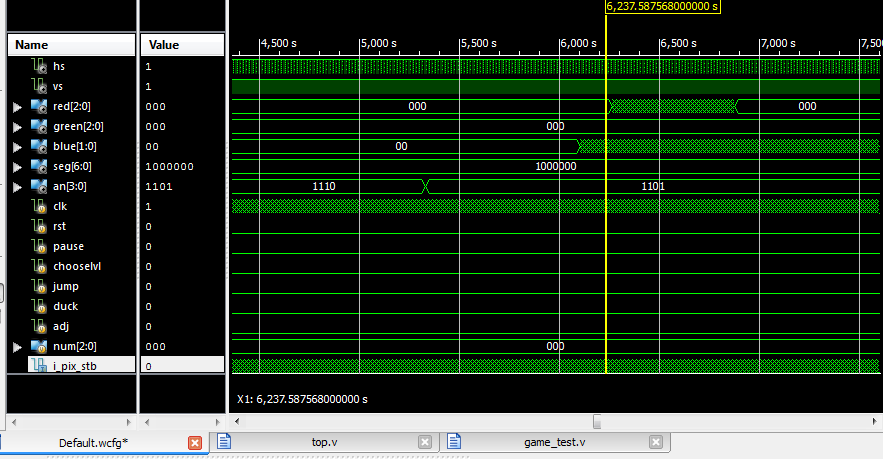 6,237.587568000000 s
Name Value
4,500 s 5,000 s 5,500 s 6,000 s 6,500 s 7,000 s 7,500
hs 1
vs 1
red[2:0] 000 000 000
green[2:0] 000 000
blue[1:0] 00 00
seg[6:0] 1000000 1000000
an[3:0] 1101 1110 1101
clk 1
rst 0
pause 0
chooselvl 0
jump 0
duck 0
adj 0
num[2:0] 000 000
i_pix_stb 0
X1: 6,237.587568000000 s
Default.wcfg* top.v game_test.v